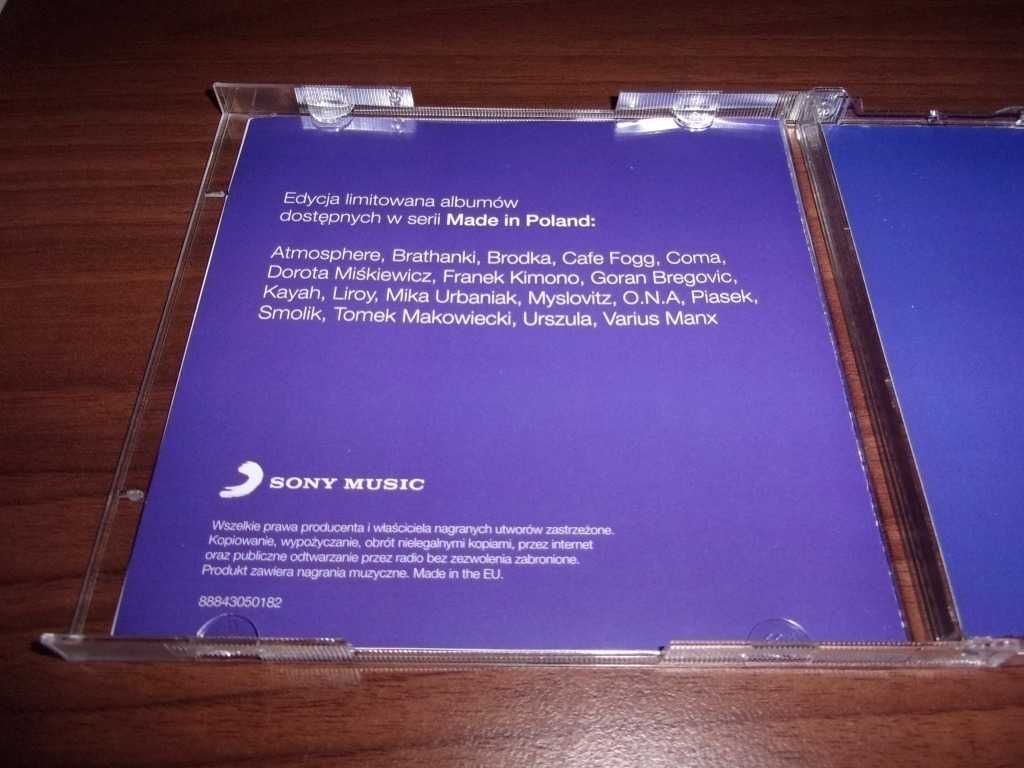 Edycja limitowana albumów
dostępnych w serii Made in Poland:
Atmosphere, Brathanki, Brodka, Cafe Fogg, Coma,
Dorota Miśkiewicz, Franek Kimono, Goran Bregovic,
Kayah, Liroy, Mika Urbaniak, Myslovitz, O.N.A, Piasek,
Smolik, Tomek Makowiecki, Urszula, Varius Manx
SONY MUSIC
Wszelkie prawa producenta i właściciela nagranych utworów zastrzeżone.
Kopiowanie, wypożyczanie, obrót nielegalnymi kopiami, przez internet
oraz publiczne odtwarzanie przez radio bez zezwolenia zabronione.
Produkt zawiera nagrania muzyczne. Made in the EU.
88843050182